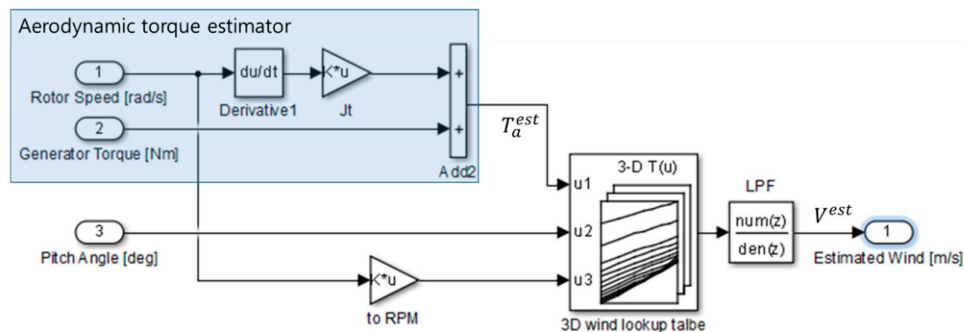 Aerodynamic torque estimator
1
Rotor Speed [rad/s]
du/dt
Derivative1
K*u
Jt
+
+
Add2
2
Generator Torque [Nm]
T_a^est
3
Pitch Angle [deg]
K*u
to RPM
3-D T(u)
u1
u2
u3
3D wind lookup talbe
LPF
num(z)
den(z)
V^est
1
Estimated Wind [m/s]